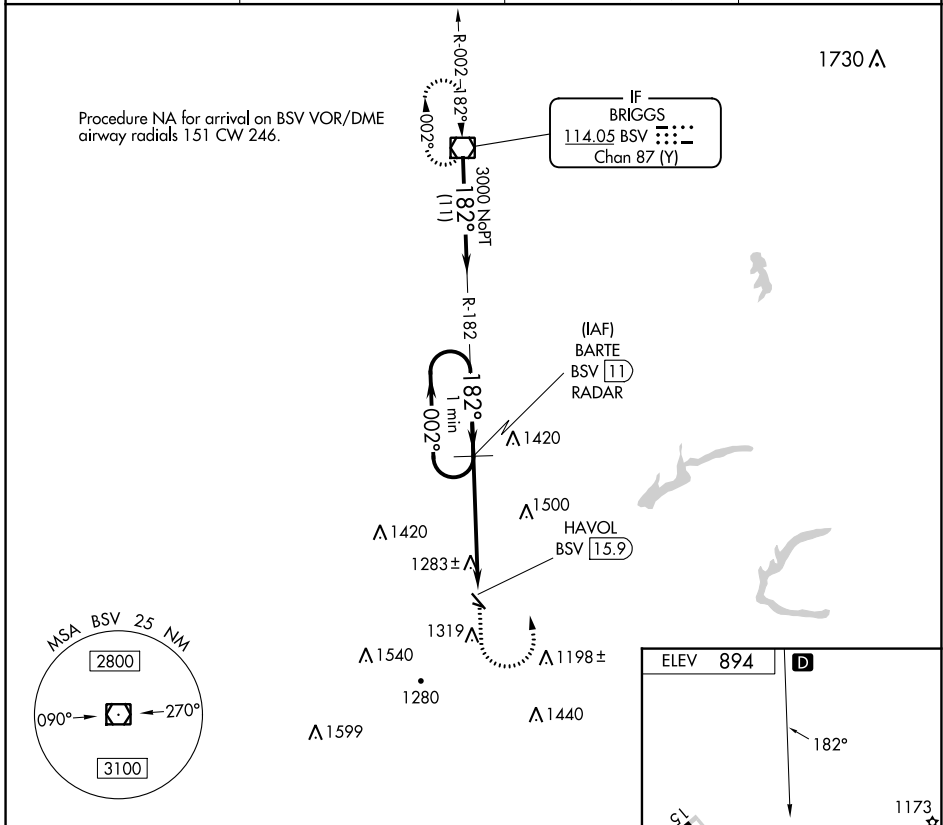 1730
R-002
182°
002°
Procedure NA for arrival on BSV VOR/DME
airway radials 151 CW 246.
IF
BRIGGS
114.05 BSV
Chan 87 (Y)
3000 NoPT
182°
(11)
R-182
(IAF)
BARTE
BSV 11
RADAR
182°
1 min
002°
1420
1500
1420
HAVOL
BSV 15.9
1283±
1319
1540
1198±
1280
1440
1599
MSA BSV 25 NM
2800
090°
270°
3100
ELEV 894 D
182°
1173
15